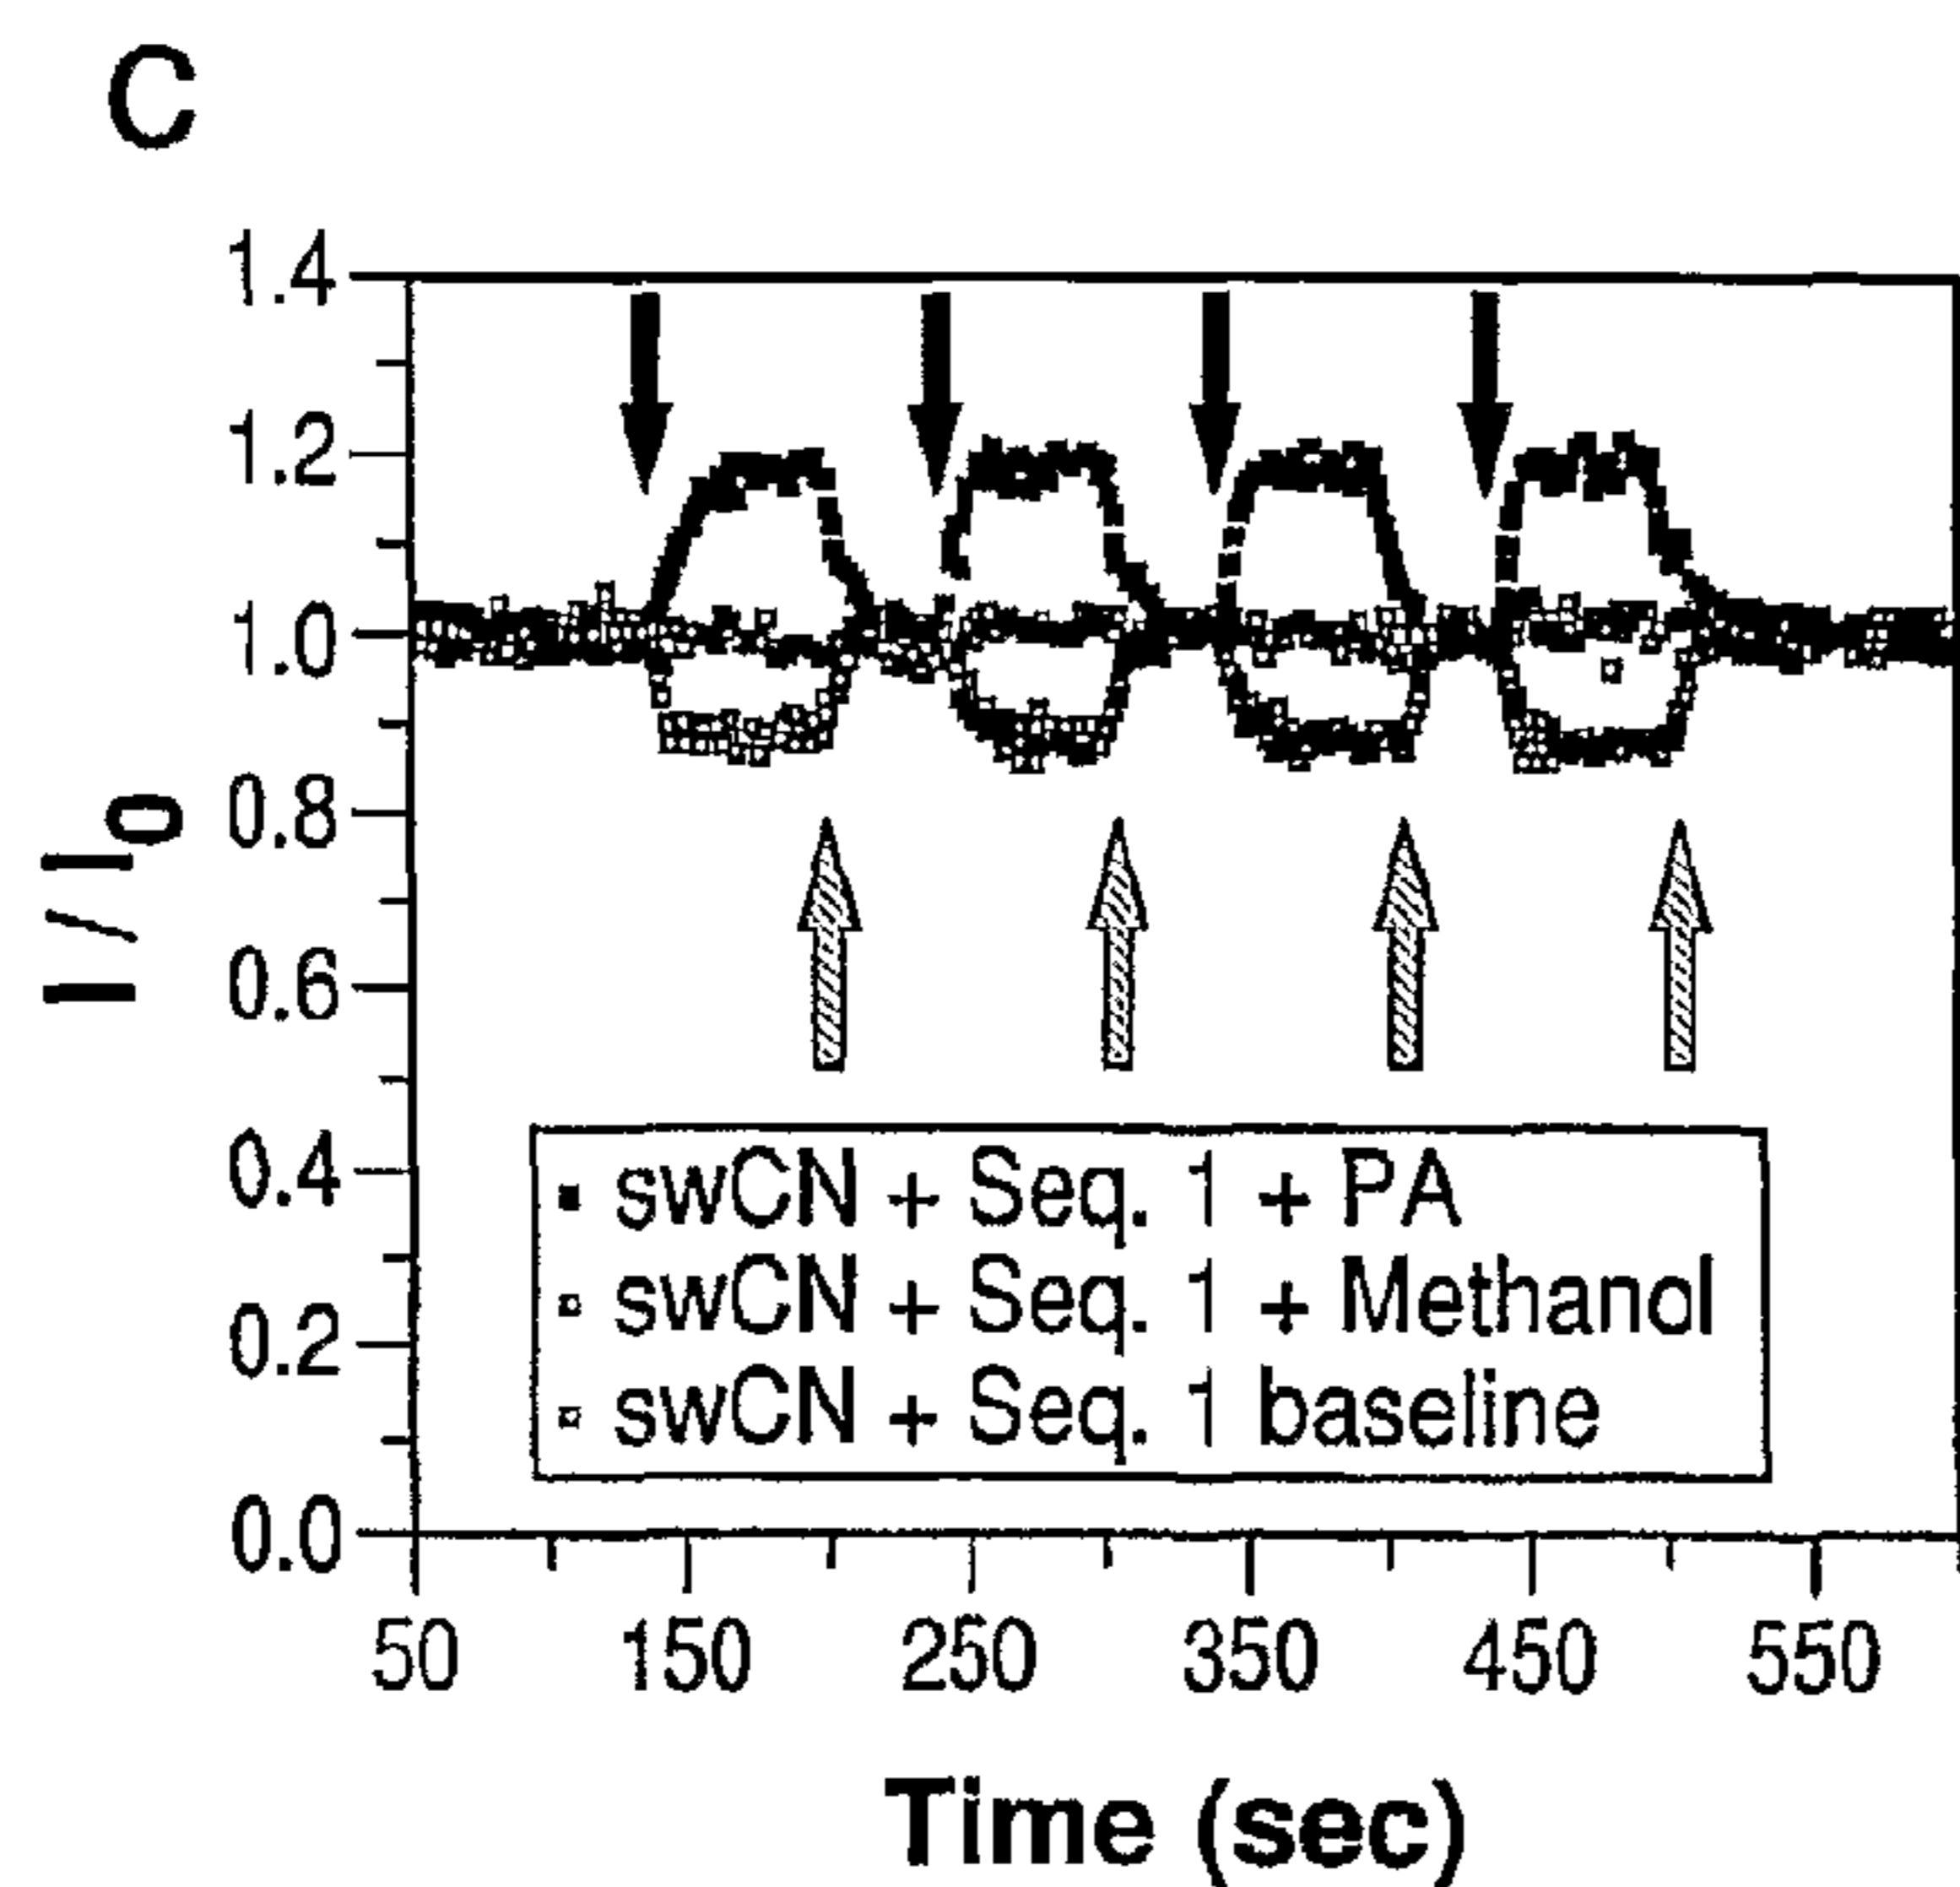 C
1.4
1.2
1.0
0.8
0.6
0.4
0.2
0.0
I / I0
swCN + Seq. 1 + PA
swCN + Seq. 1 + Methanol
swCN + Seq. 1 baseline
50 150 250 350 450 550
Time (sec)